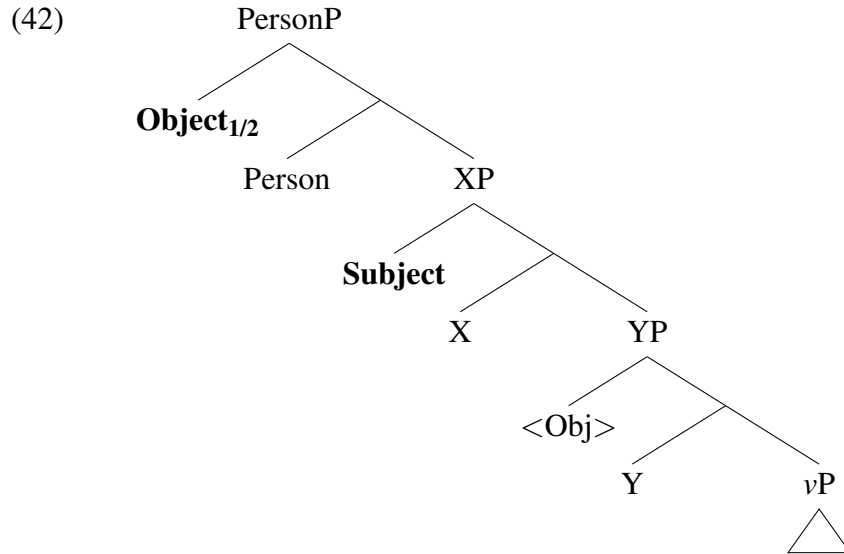 (42) PersonP
Object1/2
Person XP
Subject
X YP
<Obj>
Y vP